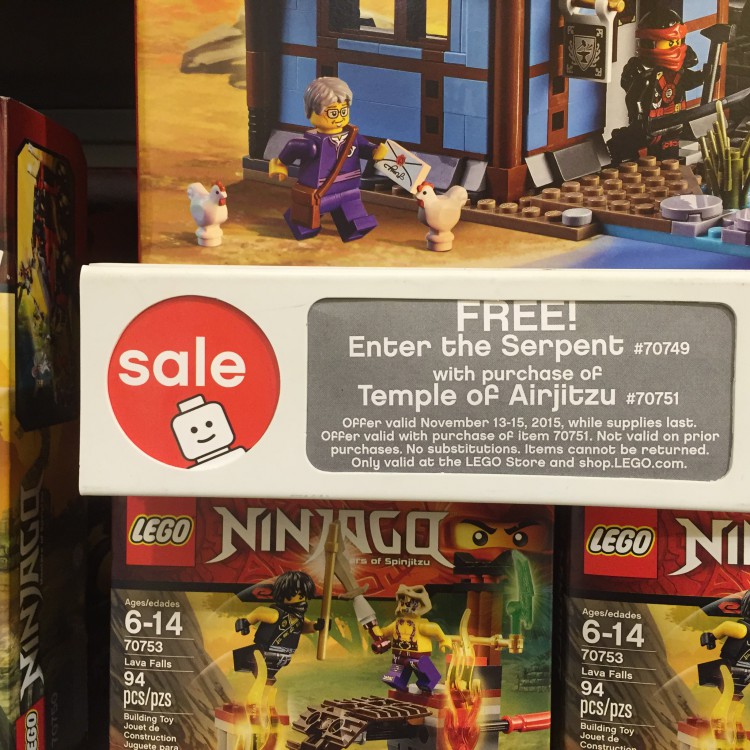 sale
FREE!
Enter the Serpent #70749
with purchase of
Temple of Airjitzu #70751
Offer valid November 13-15, 2015, while supplies last.
Offer valid with purchase of item 70751. Not valid on prior
purchases. No substitutions. Items cannot be returned.
Only valid at the LEGO Store and shop.LEGO.com.
LEGO NINJAGO
ers of Spinjitzu
Ages/edades
6-14
70753
Lava Falls
94
pcs/pzs
Building Toy
Jouet de
Construction
Juguete para
LEGO NIN
Ages/edades
6-14
70753
Lava Falls
94
pcs/pzs
Building Toy
Jouet de
Construction
LEGO NINJAGO